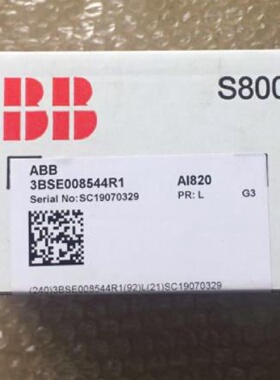 ABB
S800
ABB
3BSE008544R1 AI820
Serial No:SC19070329 PR: L G3
(240)3BSE008544R1(92)L(21)SC19070329